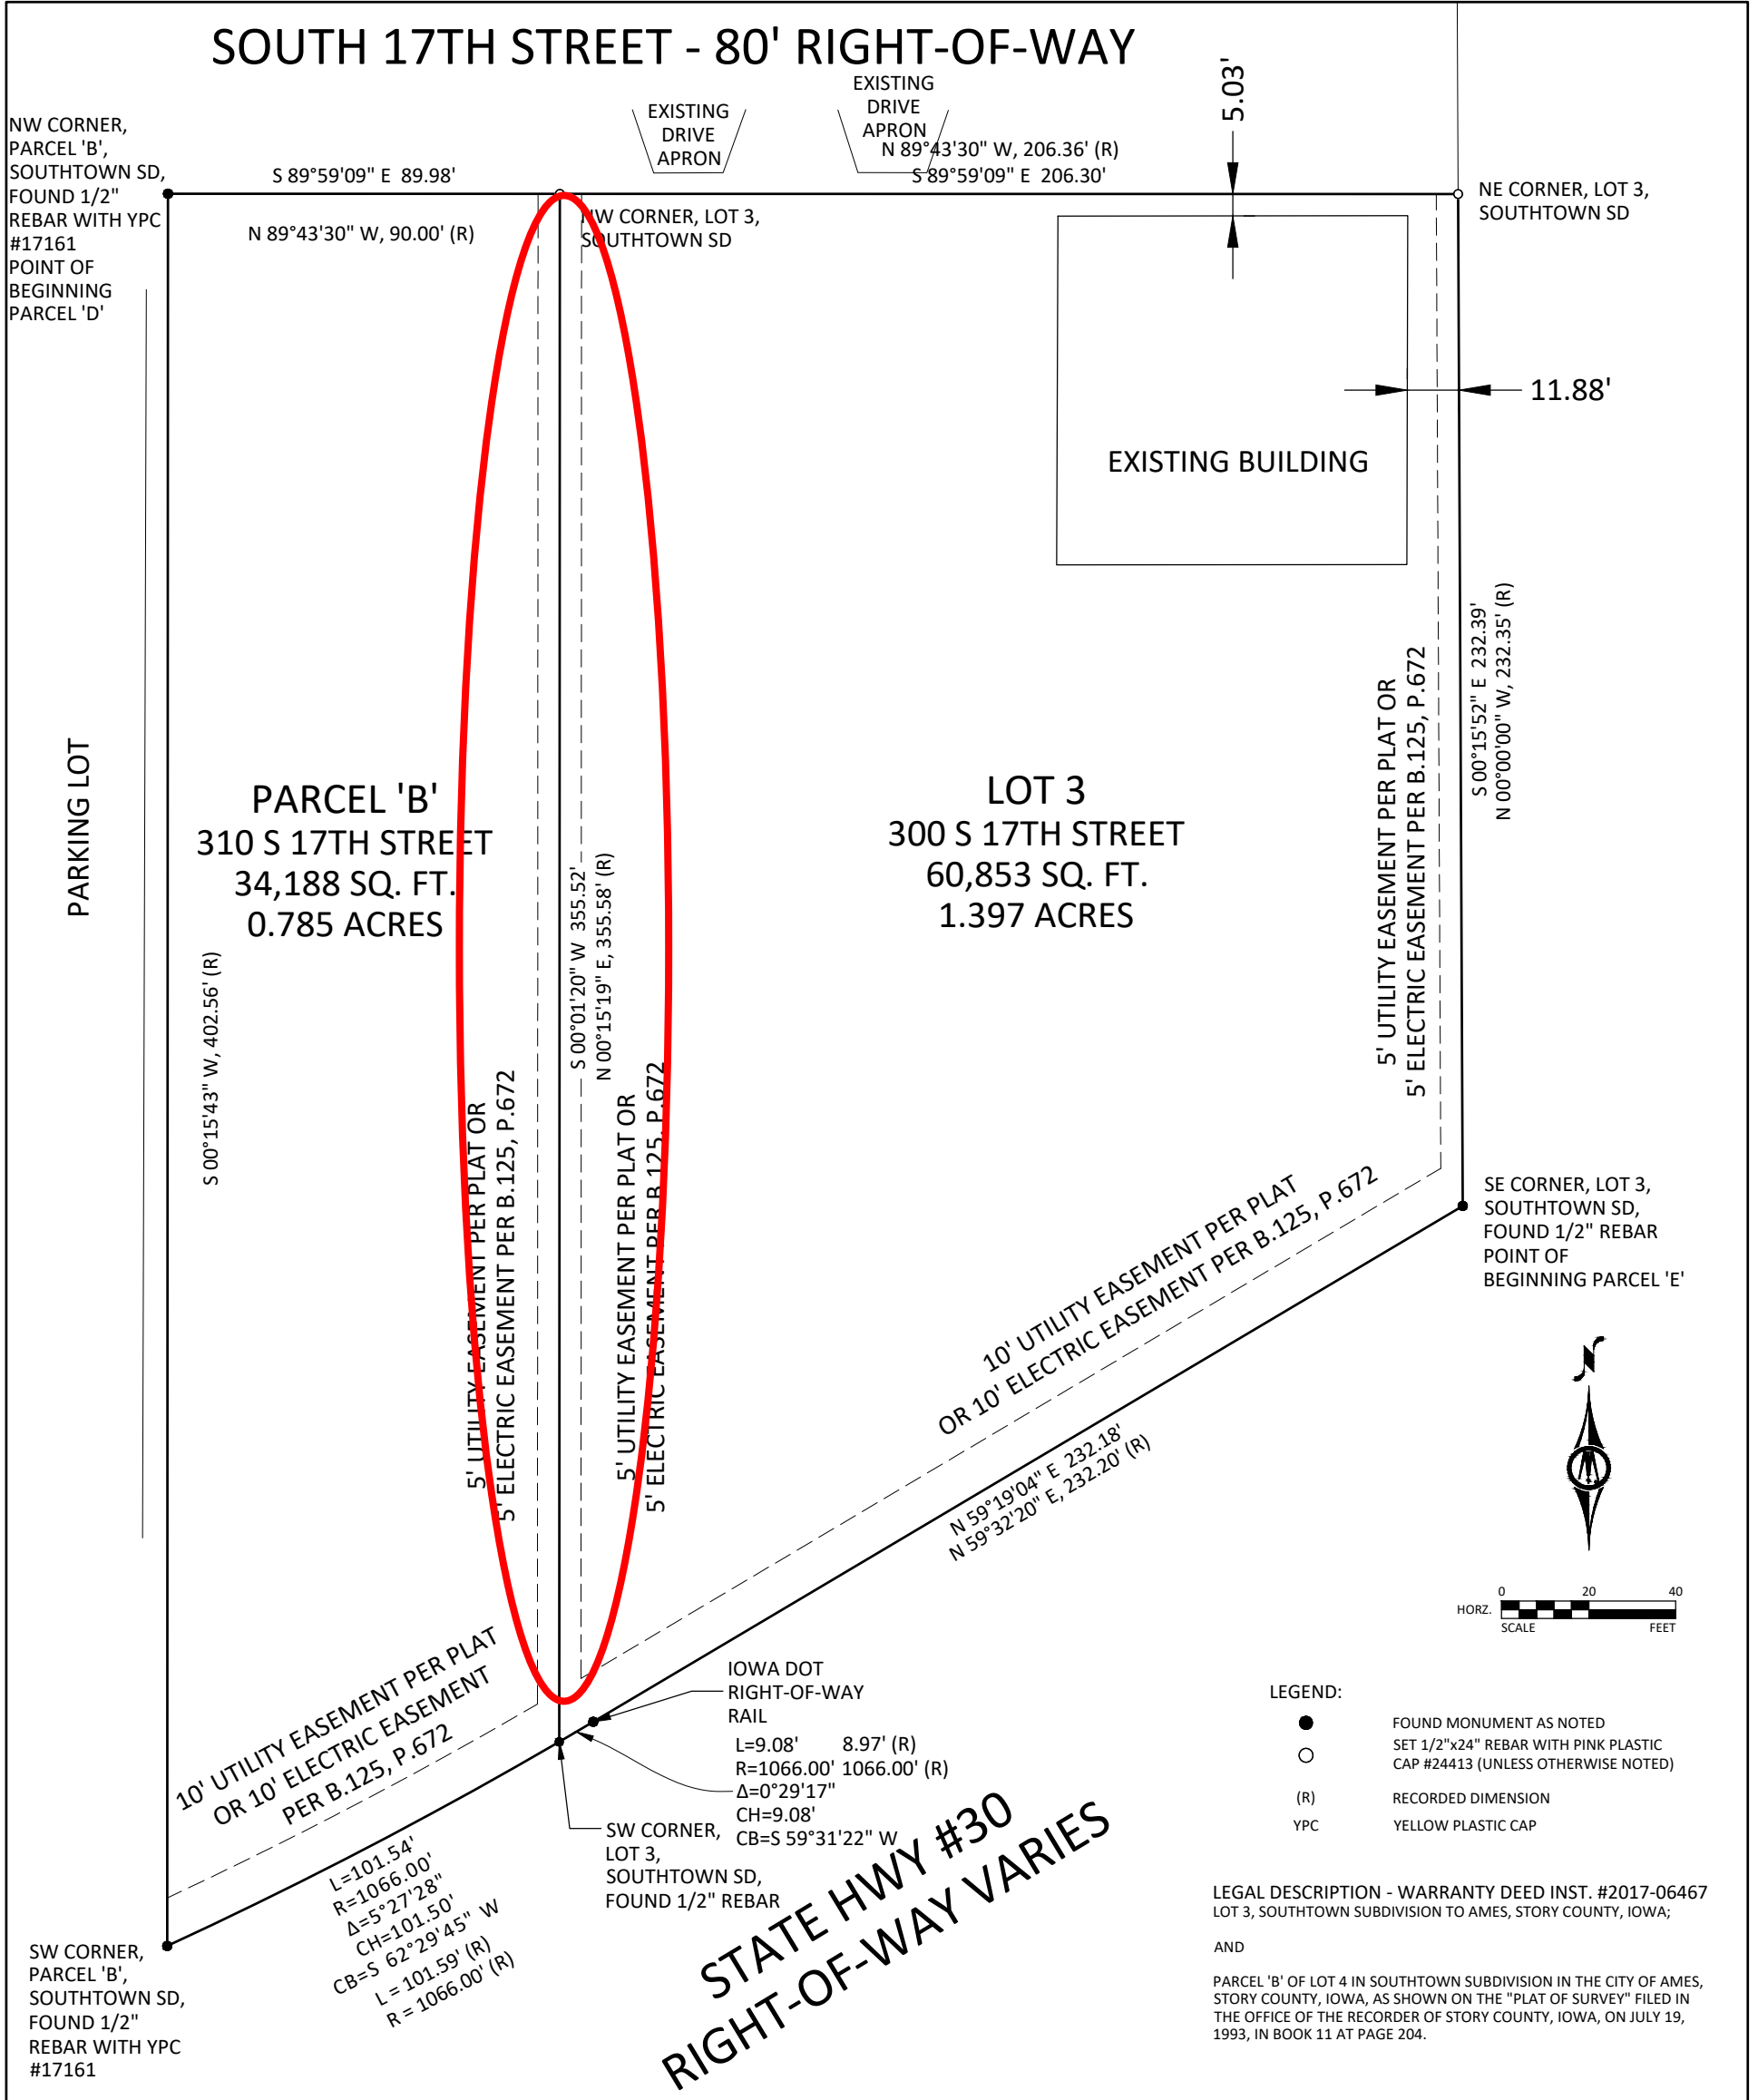 SOUTH 17TH STREET - 80' RIGHT-OF-WAY
NW CORNER,
PARCEL 'B',
SOUTHTOWN SD,
FOUND 1/2"
REBAR WITH YPC
#17161
POINT OF
BEGINNING
PARCEL 'D'
S 89°59'09" E 89.98'
N 89°43'30" W, 90.00' (R)
EXISTING
DRIVE
APRON
EXISTING
DRIVE
APRON
N 89°43'30" W, 206.36' (R)
S 89°59'09" E 206.30'
5.03'
NW CORNER, LOT 3,
SOUTHTOWN SD
NE CORNER, LOT 3,
SOUTHTOWN SD
11.88'
EXISTING BUILDING
PARKING LOT
PARCEL 'B'
310 S 17TH STREET
34,188 SQ. FT.
0.785 ACRES
LOT 3
300 S 17TH STREET
60,853 SQ. FT.
1.397 ACRES
S 00°15'43" W, 402.56' (R)
S 00°01'20" W 355.52'
N 00°15'19" E, 355.58' (R)
S 00°15'52" E 232.39'
N 00°00'00" W, 232.35' (R)
5' UTILITY EASEMENT PER PLAT OR
5' ELECTRIC EASEMENT PER B.125, P.672
5' UTILITY EASEMENT PER PLAT OR
5' ELECTRIC EASEMENT PER B.125, P.672
5' UTILITY EASEMENT PER PLAT OR
5' ELECTRIC EASEMENT PER B.125, P.672
10' UTILITY EASEMENT PER PLAT
OR 10' ELECTRIC EASEMENT PER B.125, P.672
N 59°19'04" E 232.18'
N 59°32'20" E, 232.20' (R)
SE CORNER, LOT 3,
SOUTHTOWN SD,
FOUND 1/2" REBAR
POINT OF
BEGINNING PARCEL 'E'
N
0 20 40
HORZ.
SCALE FEET
10' UTILITY EASEMENT PER PLAT
OR 10' ELECTRIC EASEMENT
PER B.125, P.672
IOWA DOT
RIGHT-OF-WAY
RAIL
L=9.08' 8.97' (R)
R=1066.00' 1066.00' (R)
Δ=0°29'17"
CH=9.08'
CB=S 59°31'22" W
SW CORNER,
LOT 3,
SOUTHTOWN SD,
FOUND 1/2" REBAR
L=101.54'
R=1066.00'
Δ=5°27'28"
CH=101.50'
CB=S 62°29'45" W
L = 101.59' (R)
R = 1066.00' (R)
SW CORNER,
PARCEL 'B',
SOUTHTOWN SD,
FOUND 1/2"
REBAR WITH YPC
#17161
STATE HWY #30
RIGHT-OF-WAY VARIES
LEGEND:
FOUND MONUMENT AS NOTED
SET 1/2"x24" REBAR WITH PINK PLASTIC
CAP #24413 (UNLESS OTHERWISE NOTED)
(R) RECORDED DIMENSION
YPC YELLOW PLASTIC CAP
LEGAL DESCRIPTION - WARRANTY DEED INST. #2017-06467
LOT 3, SOUTHTOWN SUBDIVISION TO AMES, STORY COUNTY, IOWA;
AND
PARCEL 'B' OF LOT 4 IN SOUTHTOWN SUBDIVISION IN THE CITY OF AMES,
STORY COUNTY, IOWA, AS SHOWN ON THE "PLAT OF SURVEY" FILED IN
THE OFFICE OF THE RECORDER OF STORY COUNTY, IOWA, ON JULY 19,
1993, IN BOOK 11 AT PAGE 204.